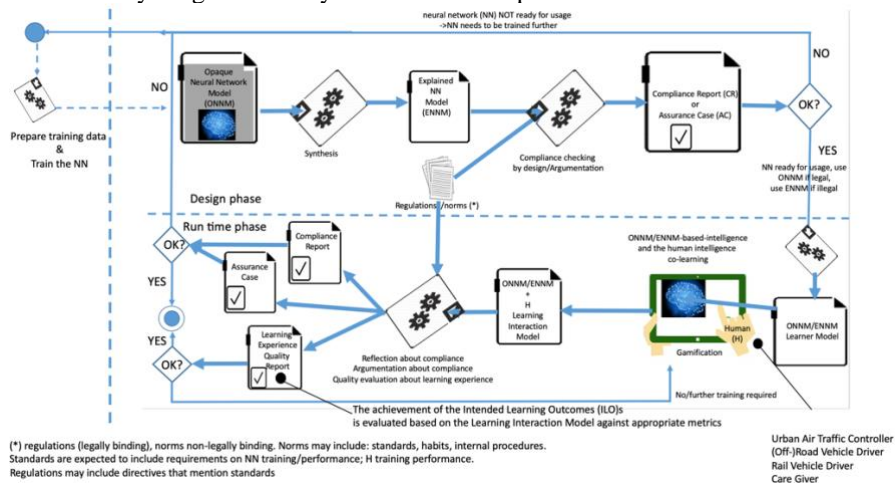 neural network (NN) NOT ready for usage
->NN needs to be trained further
NO
NO
Opaque
Neural Network
Model
(ONNM)
Explained
NN
Model
(ENNM)
Compliance Report (CR)
or
Assurance Case (AC)
OK?
Prepare training data
&
Train the NN
Synthesis
Compliance checking
by design/Argumentation
YES
NN ready for usage, use
ONNM if legal,
use ENNM if illegal
Regulations /norms (*)
Design phase
Run time phase
OK?
Compliance
Report
Assurance
Case
YES
ONNM/ENNM-based-intelligence
and the human intelligence
co-learning
ONNM/ENNM
+
H
Learning
Interaction
Model
Human
(H)
Gamification
ONNM/ENNM
Learner Model
YES
OK?
Learning
Experience
Quality
Report
Reflection about compliance
Argumentation about compliance
Quality evaluation about learning experience
No/further training required
The achievement of the Intended Learning Outcomes (ILO)s
is evaluated based on the Learning Interaction Model against appropriate metrics
(*) regulations (legally binding), norms non-legally binding. Norms may include: standards, habits, internal procedures.
Standards are expected to include requirements on NN training/performance; H training performance.
Regulations may include directives that mention standards
Urban Air Traffic Controller
(Off-)Road Vehicle Driver
Rail Vehicle Driver
Care Giver